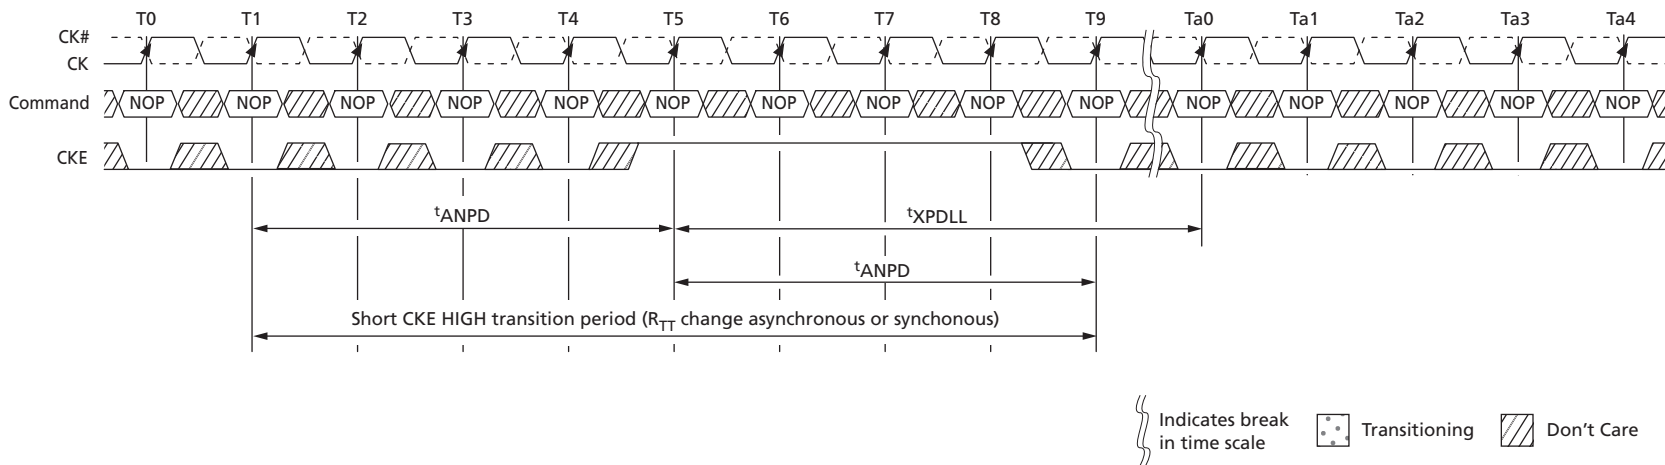 T0 T1 T2 T3 T4 T5 T6 T7 T8 T9 Ta0 Ta1 Ta2 Ta3 Ta4
CK#
CK
Command NOP NOP NOP NOP NOP NOP NOP NOP NOP NOP NOP NOP NOP NOP NOP
CKE
tANPD tXPDLL
tANPD
Short CKE HIGH transition period (RTT change asynchronous or synchonous)
Indicates break
in time scale
Transitioning
Don't Care